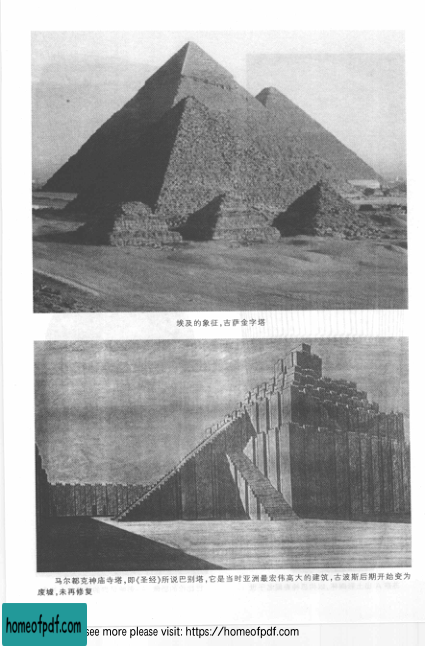 埃及的象征,吉萨金字塔
马尔都克神庙寺塔,即《圣经》所说巴别塔,它是当时亚洲最宏伟高大的建筑,古波斯后期开始变为
废墟,未再修复
homeofpdf.com
see more please visit: https://homeofpdf.com